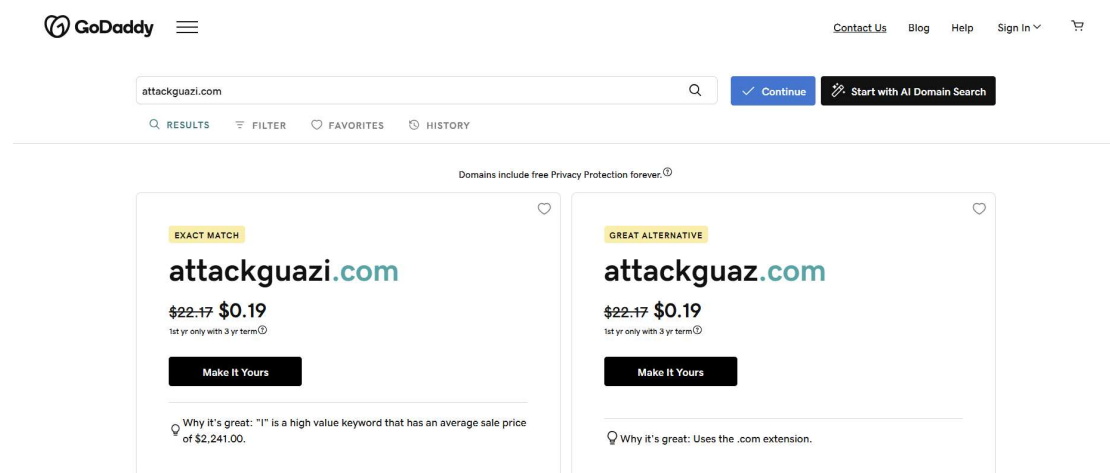 GoDaddy
Contact Us Blog Help Sign In
attackguazi.com
Continue
Start with AI Domain Search
RESULTS FILTER FAVORITES HISTORY
Domains include free Privacy Protection forever.
EXACT MATCH
attackguazi.com
$22.17 $0.19
1st yr only with 3 yr term
Make It Yours
Why it's great: "I" is a high value keyword that has an average sale price
of $2,241.00.
GREAT ALTERNATIVE
attackguaz.com
$22.17 $0.19
1st yr only with 3 yr term
Make It Yours
Why it's great: Uses the .com extension.